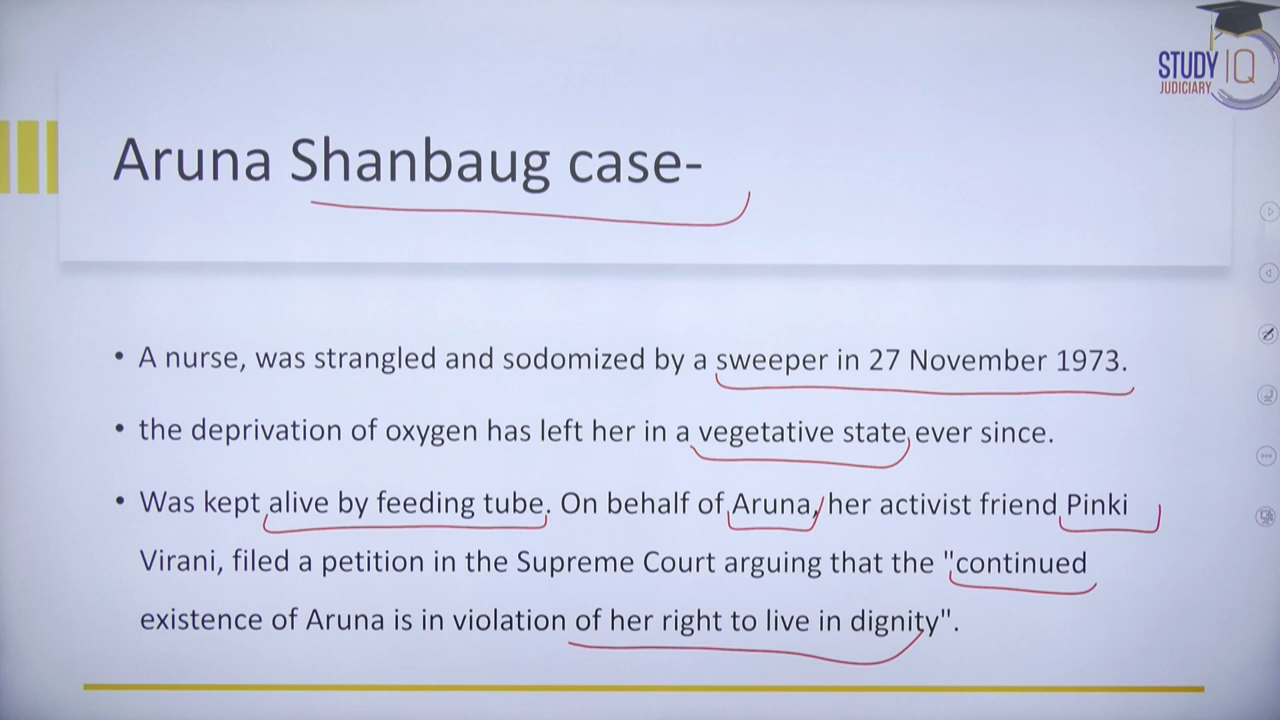 STUDY IQ
JUDICIARY
Aruna Shanbaug case-
• A nurse, was strangled and sodomized by a sweeper in 27 November 1973.
• the deprivation of oxygen has left her in a vegetative state ever since.
• Was kept alive by feeding tube. On behalf of Aruna, her activist friend Pinki
Virani, filed a petition in the Supreme Court arguing that the "continued
existence of Aruna is in violation of her right to live in dignity".